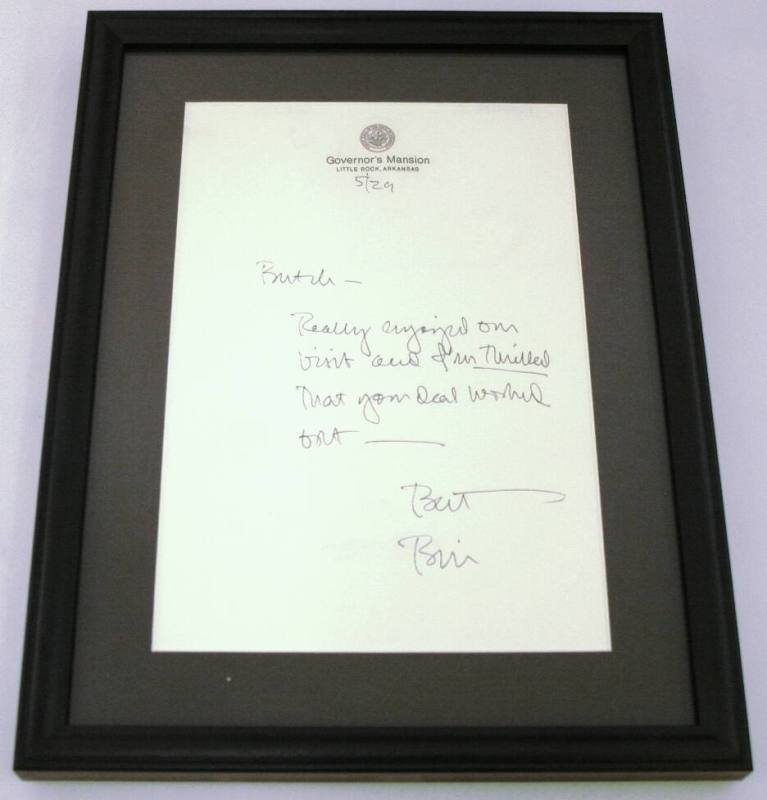 Governor's Mansion
LITTLE ROCK, ARKANSAS
5/29
Butch —
Really enjoyed our
visit and I'm Thrilled
That your deal worked
out —
Best
Bill